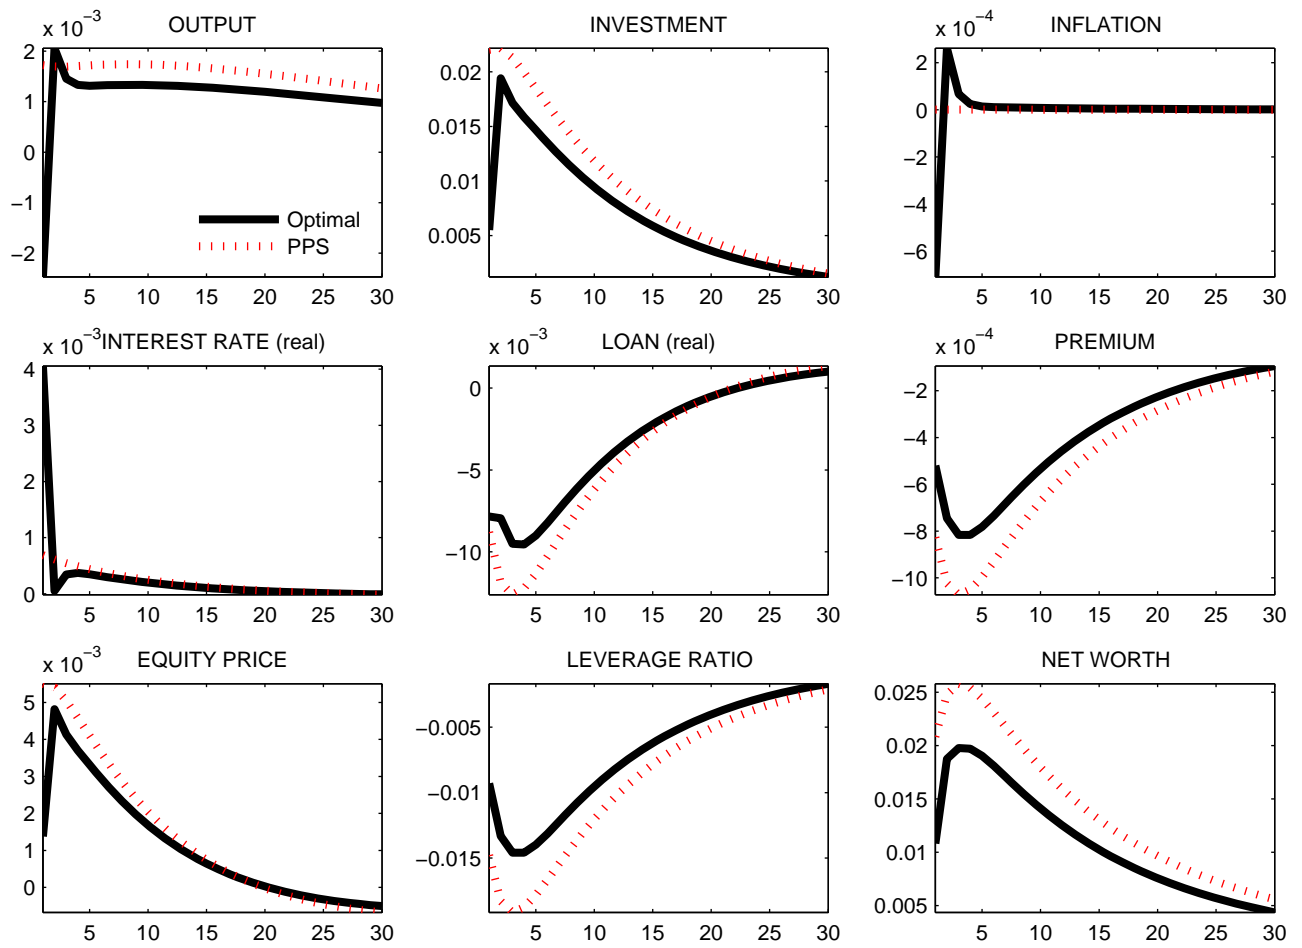 x 10⁻³ OUTPUT
2
1
0
−1
−2
Optimal
PPS
5 10 15 20 25 30
INVESTMENT
0.02
0.015
0.01
0.005
5 10 15 20 25 30
x 10⁻⁴ INFLATION
2
0
−2
−4
−6
5 10 15 20 25 30
x 10⁻³ INTEREST RATE (real)
4
3
2
1
0
5 10 15 20 25 30
LOAN (real)
x 10⁻³
0
−5
−10
5 10 15 20 25 30
PREMIUM
x 10⁻⁴
−2
−4
−6
−8
−10
5 10 15 20 25 30
EQUITY PRICE
x 10⁻³
5
4
3
2
1
0
5 10 15 20 25 30
LEVERAGE RATIO
−0.005
−0.01
−0.015
5 10 15 20 25 30
NET WORTH
0.025
0.02
0.015
0.01
0.005
5 10 15 20 25 30